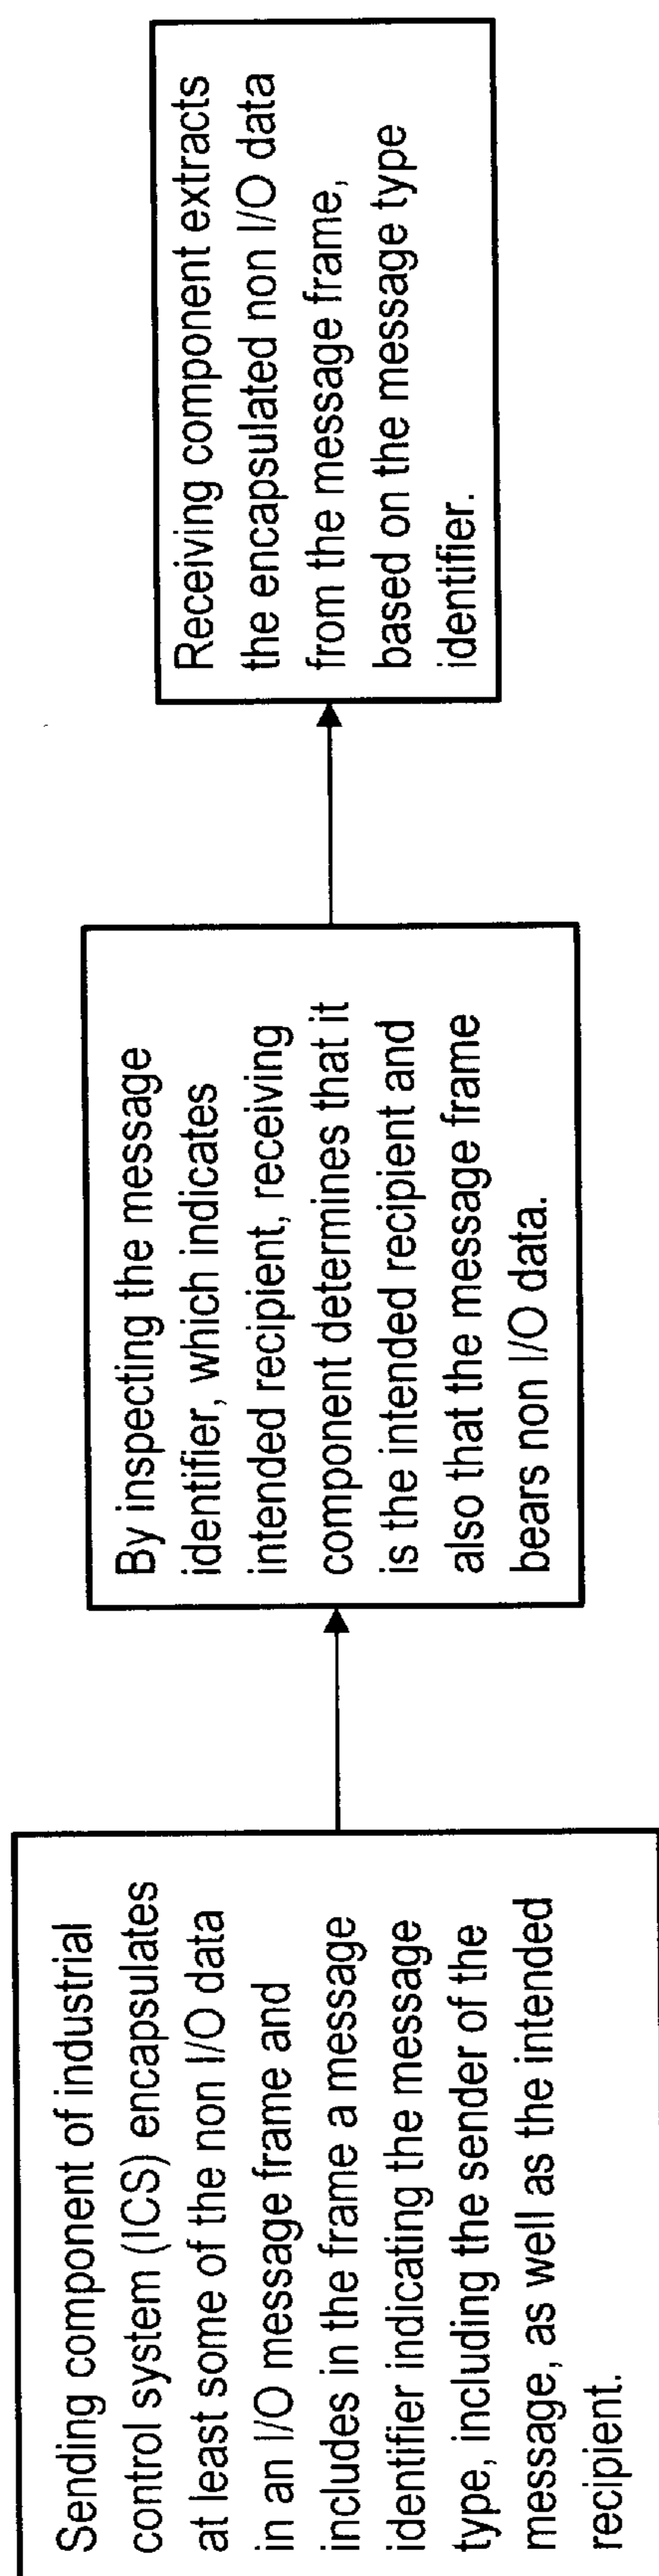 Sending component of industrial
control system (ICS) encapsulates
at least some of the non I/O data
in an I/O message frame and
includes in the frame a message
identifier indicating the message
type, including the sender of the
message, as well as the intended
recipient.
By inspecting the message
identifier, which indicates
intended recipient, receiving
component determines that it
is the intended recipient and
also that the message frame
bears non I/O data.
Receiving component extracts
the encapsulated non I/O data
from the message frame,
based on the message type
identifier.